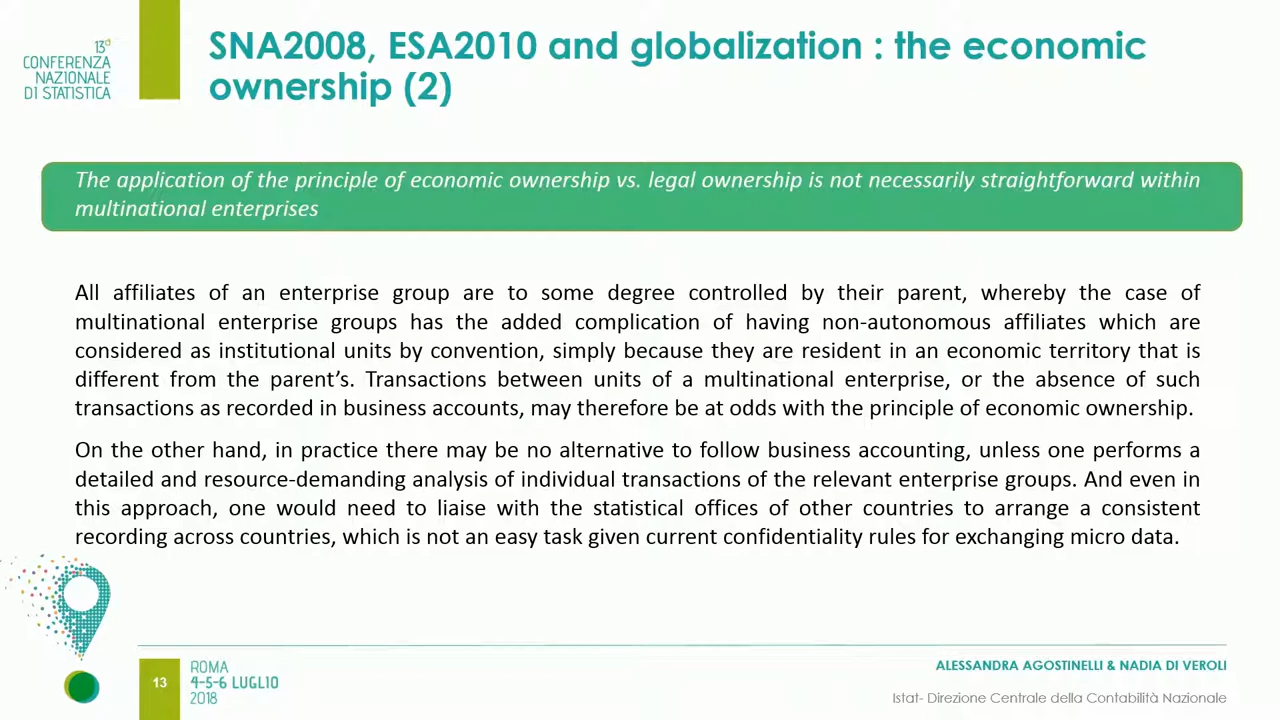 13a
CONFERENZA
NAZIONALE
DI STATISTICA
SNA2008, ESA2010 and globalization : the economic
ownership (2)
The application of the principle of economic ownership vs. legal ownership is not necessarily straightforward within
multinational enterprises
All affiliates of an enterprise group are to some degree controlled by their parent, whereby the case of
multinational enterprise groups has the added complication of having non-autonomous affiliates which are
considered as institutional units by convention, simply because they are resident in an economic territory that is
different from the parent’s. Transactions between units of a multinational enterprise, or the absence of such
transactions as recorded in business accounts, may therefore be at odds with the principle of economic ownership.
On the other hand, in practice there may be no alternative to follow business accounting, unless one performs a
detailed and resource-demanding analysis of individual transactions of the relevant enterprise groups. And even in
this approach, one would need to liaise with the statistical offices of other countries to arrange a consistent
recording across countries, which is not an easy task given current confidentiality rules for exchanging micro data.
13
ROMA
4-5-6 LUGLIO
2018
ALESSANDRA AGOSTINELLI & NADIA DI VEROLI
Istat- Direzione Centrale della Contabilità Nazionale